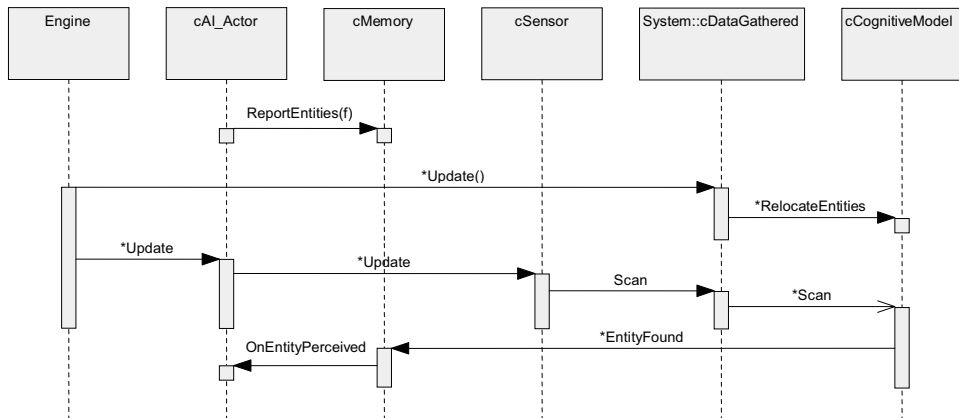 Engine
cAI_Actor
cMemory
cSensor
System::cDataGathered
cCognitiveModel
ReportEntities(f)
*Update()
*RelocateEntities
*Update
*Update
Scan
*Scan
*EntityFound
OnEntityPerceived